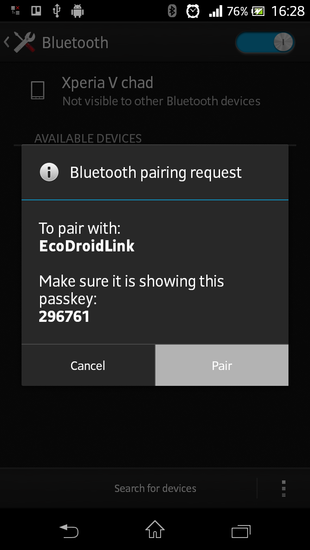 76% 16:28
Bluetooth
Xperia V chad
Not visible to other Bluetooth devices
AVAILABLE DEVICES
Bluetooth pairing request
To pair with:
EcoDroidLink
Make sure it is showing this
passkey:
296761
Cancel Pair
Search for devices